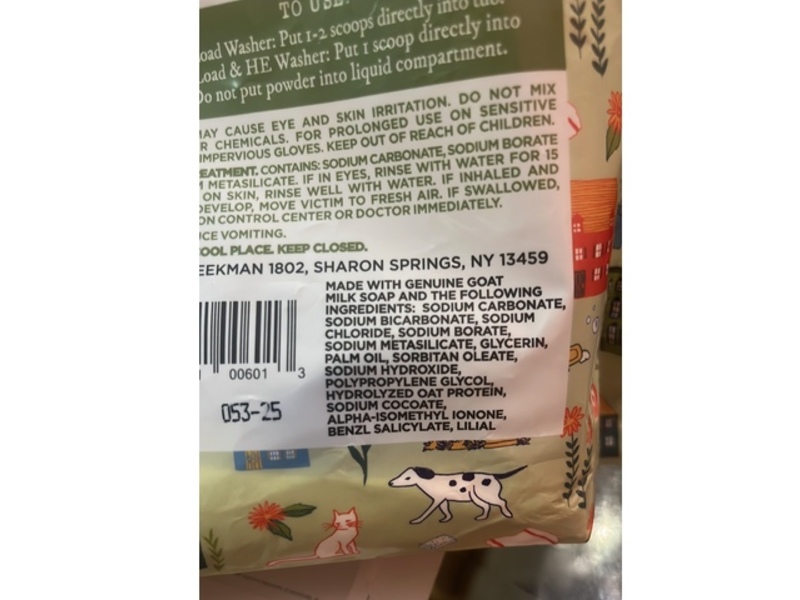 TO USE:
oad Washer: Put 1-2 scoops directly into tub.
oad & HE Washer: Put 1 scoop directly into
Do not put powder into liquid compartment.
MAY CAUSE EYE AND SKIN IRRITATION. DO NOT MIX
R CHEMICALS. FOR PROLONGED USE ON SENSITIVE
IMPERVIOUS GLOVES. KEEP OUT OF REACH OF CHILDREN.
EATMENT. CONTAINS: SODIUM CARBONATE, SODIUM BORATE
M METASILICATE. IF IN EYES, RINSE WITH WATER FOR 15
ON SKIN, RINSE WELL WITH WATER. IF INHALED AND
DEVELOP, MOVE VICTIM TO FRESH AIR. IF SWALLOWED,
ON CONTROL CENTER OR DOCTOR IMMEDIATELY.
UCE VOMITING.
OOL PLACE. KEEP CLOSED.
EEKMAN 1802, SHARON SPRINGS, NY 13459
MADE WITH GENUINE GOAT
MILK SOAP AND THE FOLLOWING
INGREDIENTS: SODIUM CARBONATE,
SODIUM BICARBONATE, SODIUM
CHLORIDE, SODIUM BORATE,
SODIUM METASILICATE, GLYCERIN,
PALM OIL, SORBITAN OLEATE,
SODIUM HYDROXIDE,
POLYPROPYLENE GLYCOL,
HYDROLYZED OAT PROTEIN,
SODIUM COCOATE,
ALPHA-ISOMETHYL IONONE,
BENZL SALICYLATE, LILIAL
00601 3
053-25